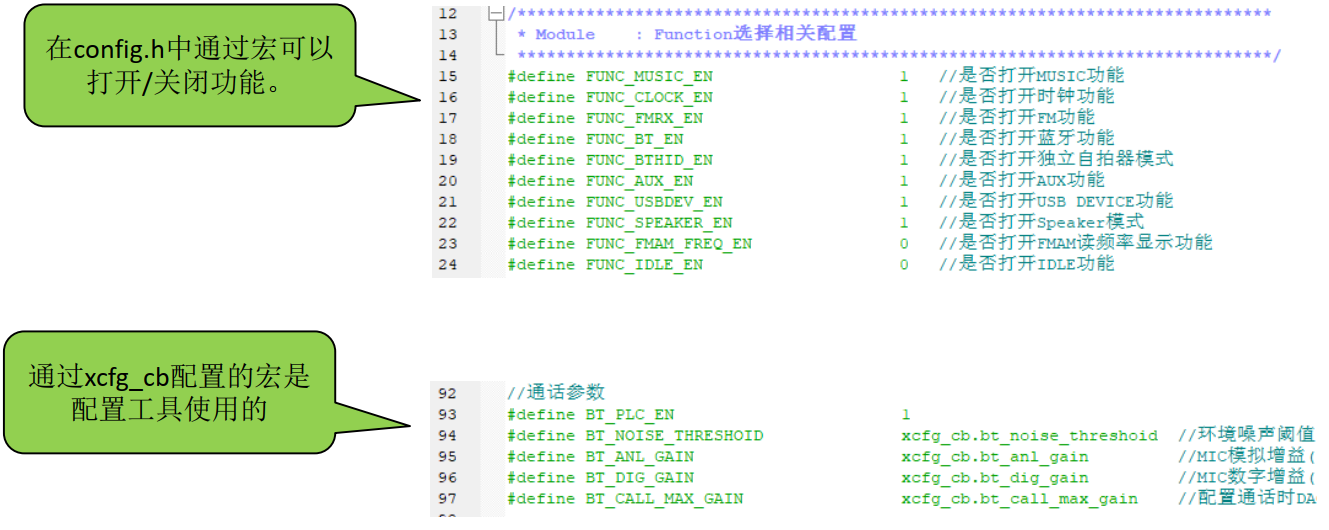 在config.h中通过宏可以
打开/关闭功能。
12 /*****************************************************************************
13 * Module : Function选择相关配置
14 *****************************************************************************/
15 #define FUNC_MUSIC_EN 1 //是否打开MUSIC功能
16 #define FUNC_CLOCK_EN 1 //是否打开时钟功能
17 #define FUNC_FMRX_EN 1 //是否打开FM功能
18 #define FUNC_BT_EN 1 //是否打开蓝牙功能
19 #define FUNC_BTHID_EN 1 //是否打开独立自拍器模式
20 #define FUNC_AUX_EN 1 //是否打开AUX功能
21 #define FUNC_USBDEV_EN 1 //是否打开USB DEVICE功能
22 #define FUNC_SPEAKER_EN 1 //是否打开Speaker模式
23 #define FUNC_FMAM_FREQ_EN 0 //是否打开FMAM读频率显示功能
24 #define FUNC_IDLE_EN 0 //是否打开IDLE功能
通过xcfg_cb配置的宏是
配置工具使用的
92 //通话参数
93 #define BT_PLC_EN 1
94 #define BT_NOISE_THRESHOID xcfg_cb.bt_noise_threshoid //环境噪声阈值
95 #define BT_ANL_GAIN xcfg_cb.bt_anl_gain //MIC模拟增益(
96 #define BT_DIG_GAIN xcfg_cb.bt_dig_gain //MIC数字增益(
97 #define BT_CALL_MAX_GAIN xcfg_cb.bt_call_max_gain //配置通话时DA